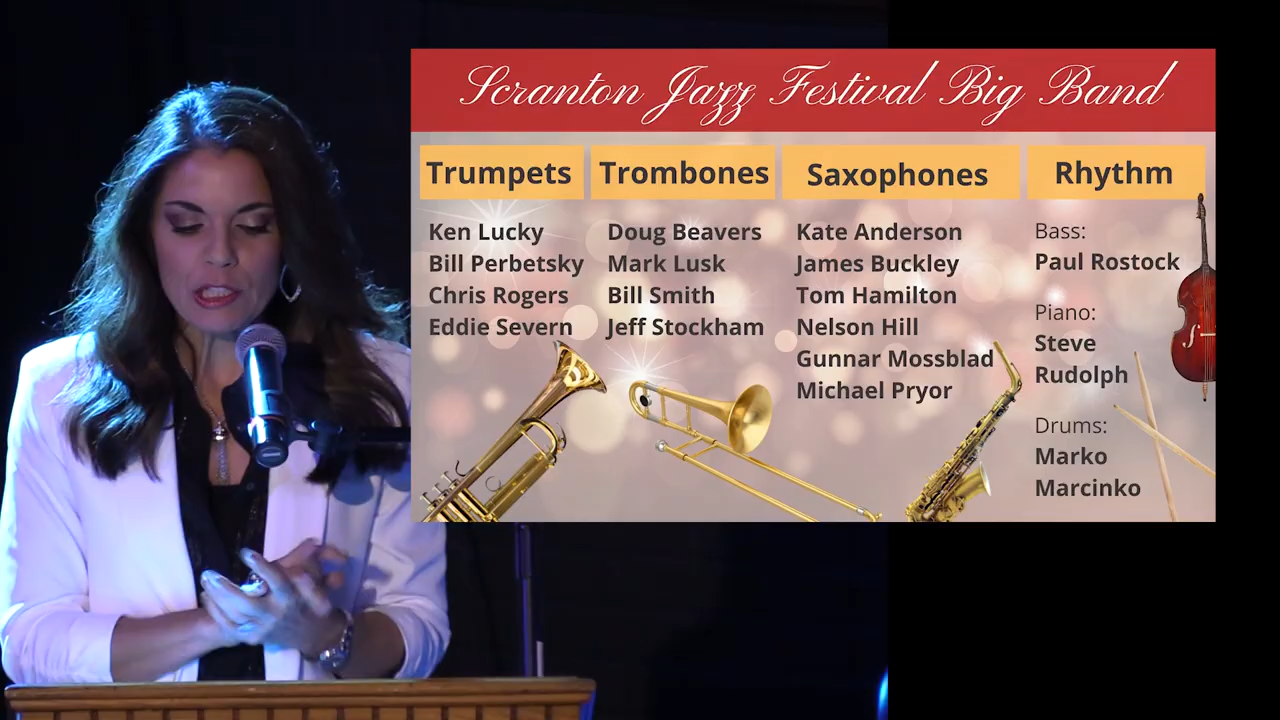 Scranton Jazz Festival Big Band
Trumpets
Ken Lucky
Bill Perbetsky
Chris Rogers
Eddie Severn
Trombones
Doug Beavers
Mark Lusk
Bill Smith
Jeff Stockham
Saxophones
Kate Anderson
James Buckley
Tom Hamilton
Nelson Hill
Gunnar Mossblad
Michael Pryor
Rhythm
Bass:
Paul Rostock
Piano:
Steve
Rudolph
Drums:
Marko
Marcinko